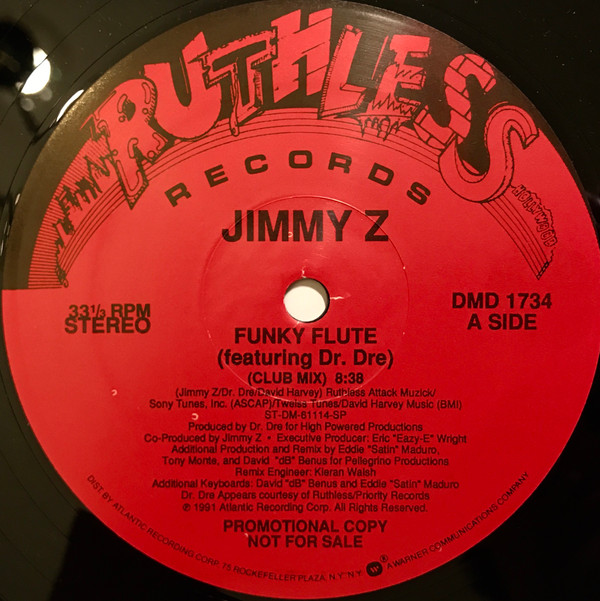 RUTHLESS
RECORDS
JIMMY Z
33⅓ RPM
STEREO
DMD 1734
A SIDE
FUNKY FLUTE
(featuring Dr. Dre)
(CLUB MIX) 8:38
(Jimmy Z/Dr. Dre/David Harvey) Ruthless Attack Muzick/
Sony Tunes, Inc. (ASCAP)/Tweiss Tunes/David Harvey Music (BMI)
ST-DM-81114-SP
Produced by Dr. Dre for High Powered Productions
Co-Produced by Jimmy Z • Executive Producer: Eric "Eazy-E" Wright
Additional Production and Remix by Eddie "Satin" Maduro,
Tony Monte, and David "dB" Benus for Pellegrino Productions
Remix Engineer: Kieran Walsh
Additional Keyboards: David "dB" Benus and Eddie "Satin" Maduro
Dr. Dre Appears courtesy of Ruthless/Priority Records
℗ 1991 Atlantic Recording Corp. All Rights Reserved.
PROMOTIONAL COPY
NOT FOR SALE
DIST. BY ATLANTIC RECORDING CORP. 75 ROCKEFELLER PLAZA, N.Y. N.Y. A WARNER COMMUNICATIONS COMPANY